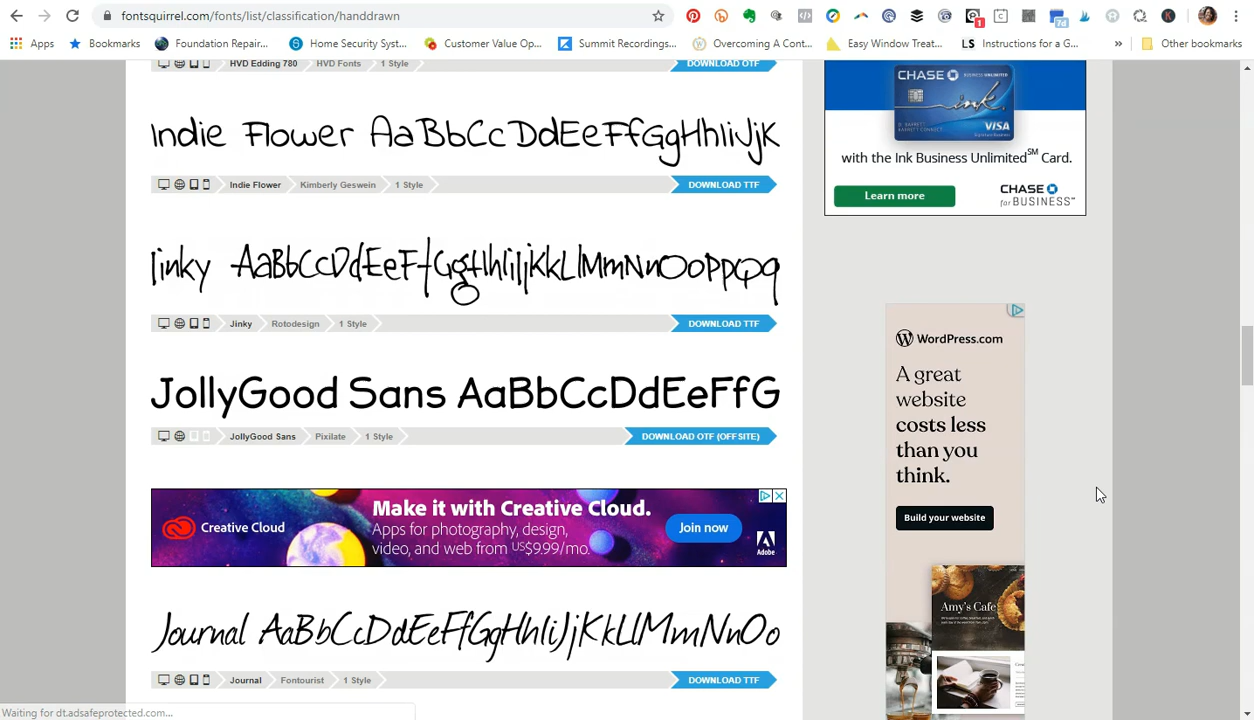 fontsquirrel.com/fonts/list/classification/handdrawn
1
7d
K
Apps Bookmarks Foundation Repair... Home Security Syst... Customer Value Op... Summit Recordings... Overcoming A Cont... Easy Window Treat... LS Instructions for a G... » Other bookmarks
HVD Edding 780 HVD Fonts 1 Style DOWNLOAD OTF
Indie Flower AaBbCcDdEeFfGgHhIiJjK
Indie Flower Kimberly Geswein 1 Style DOWNLOAD TTF
Jinky AaBbCcDdEeFfGgHhIiJjKkLlMmNnOoPpQq
Jinky Rotodesign 1 Style DOWNLOAD TTF
JollyGood Sans AaBbCcDdEeFfG
JollyGood Sans Pixilate 1 Style DOWNLOAD OTF (OFFSITE)
Creative Cloud
Make it with Creative Cloud.
Apps for photography, design,
video, and web from US$9.99/mo.
Join now
Adobe
Journal AaBbCcDdEeFfGgHhIiJjKkLlMmNnOo
Journal Fontourist 1 Style DOWNLOAD TTF
CHASE
ink.
VISA
with the Ink Business Unlimited℠ Card.
Learn more
CHASE
for BUSINESS
WordPress.com
A great
website
costs less
than you
think.
Build your website
Amy's Cafe
Waiting for dt.adsafeprotected.com...